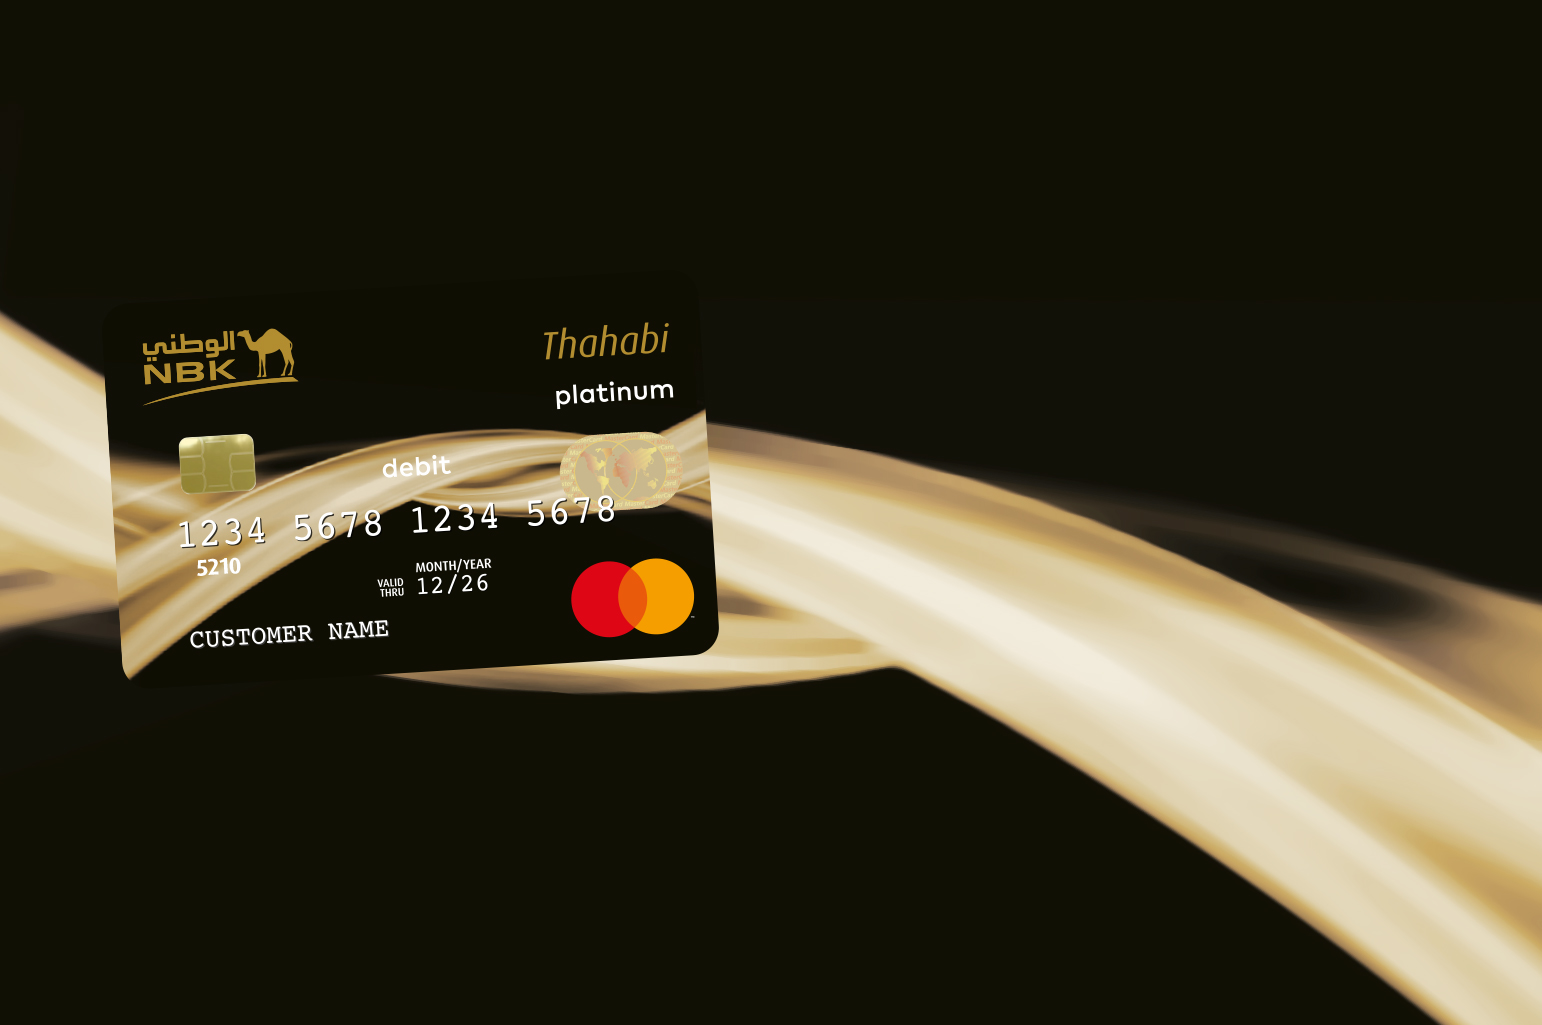 الوطني
NBK
Thahabi
platinum
debit
1234 5678 1234 5678
5210
MONTH/YEAR
VALID THRU 12/26
CUSTOMER NAME